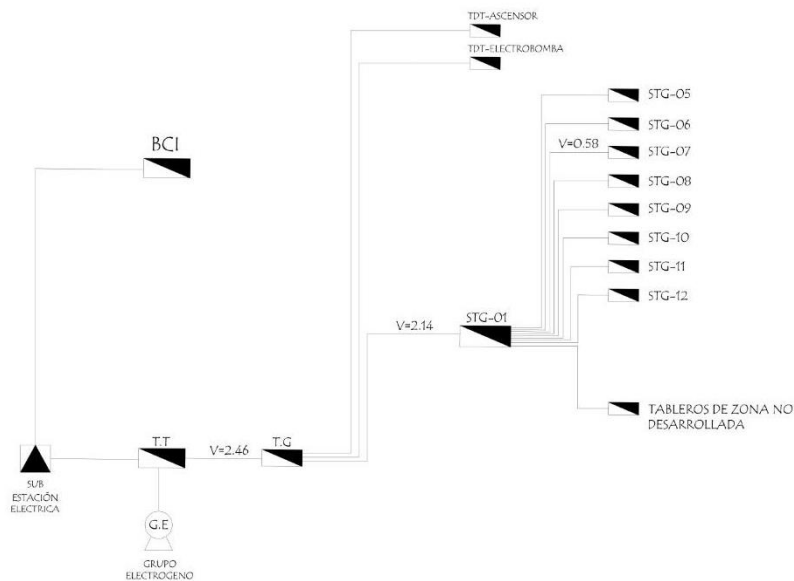 TDT-ASCENSOR
TDT-ELECTROBOMBA
STG-05
STG-06
V=0.58
STG-07
STG-08
STG-09
STG-10
STG-11
STG-12
BCI
STG-01
V=2.14
TABLEROS DE ZONA NO
DESARROLLADA
T.T
V=2.46
T.G
SUB
ESTACIÓN
ELECTRICA
G.E
GRUPO
ELECTROGENO